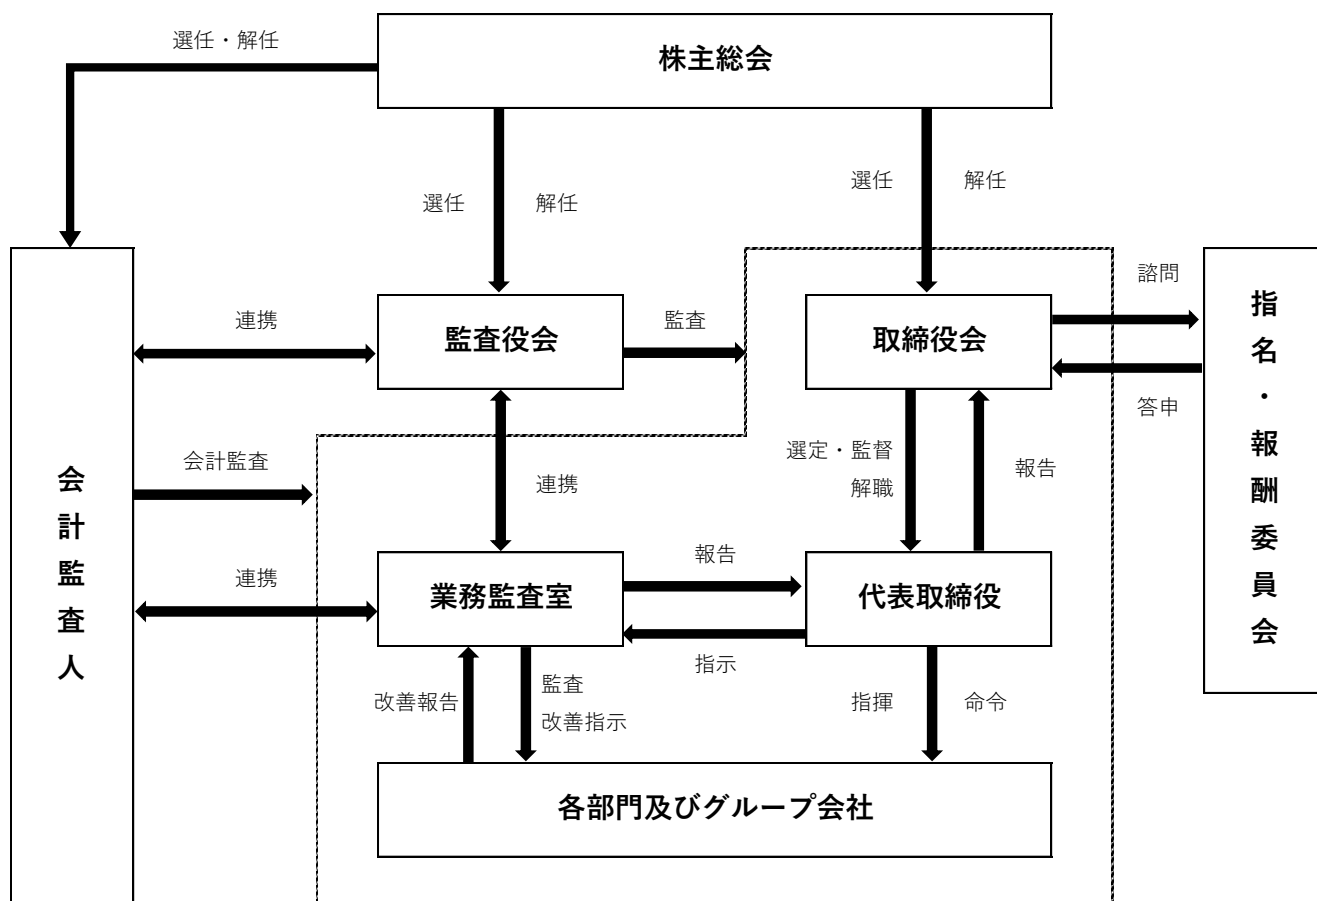 選任・解任
株主総会
選任
解任
選任
解任
諮問
連携
監査役会
監査
取締役会
答申
指名・報酬委員会
会計監査人
会計監査
連携
選定・監督
解職
報告
連携
業務監査室
報告
代表取締役
指示
改善報告
監査
改善指示
指揮
命令
各部門及びグループ会社